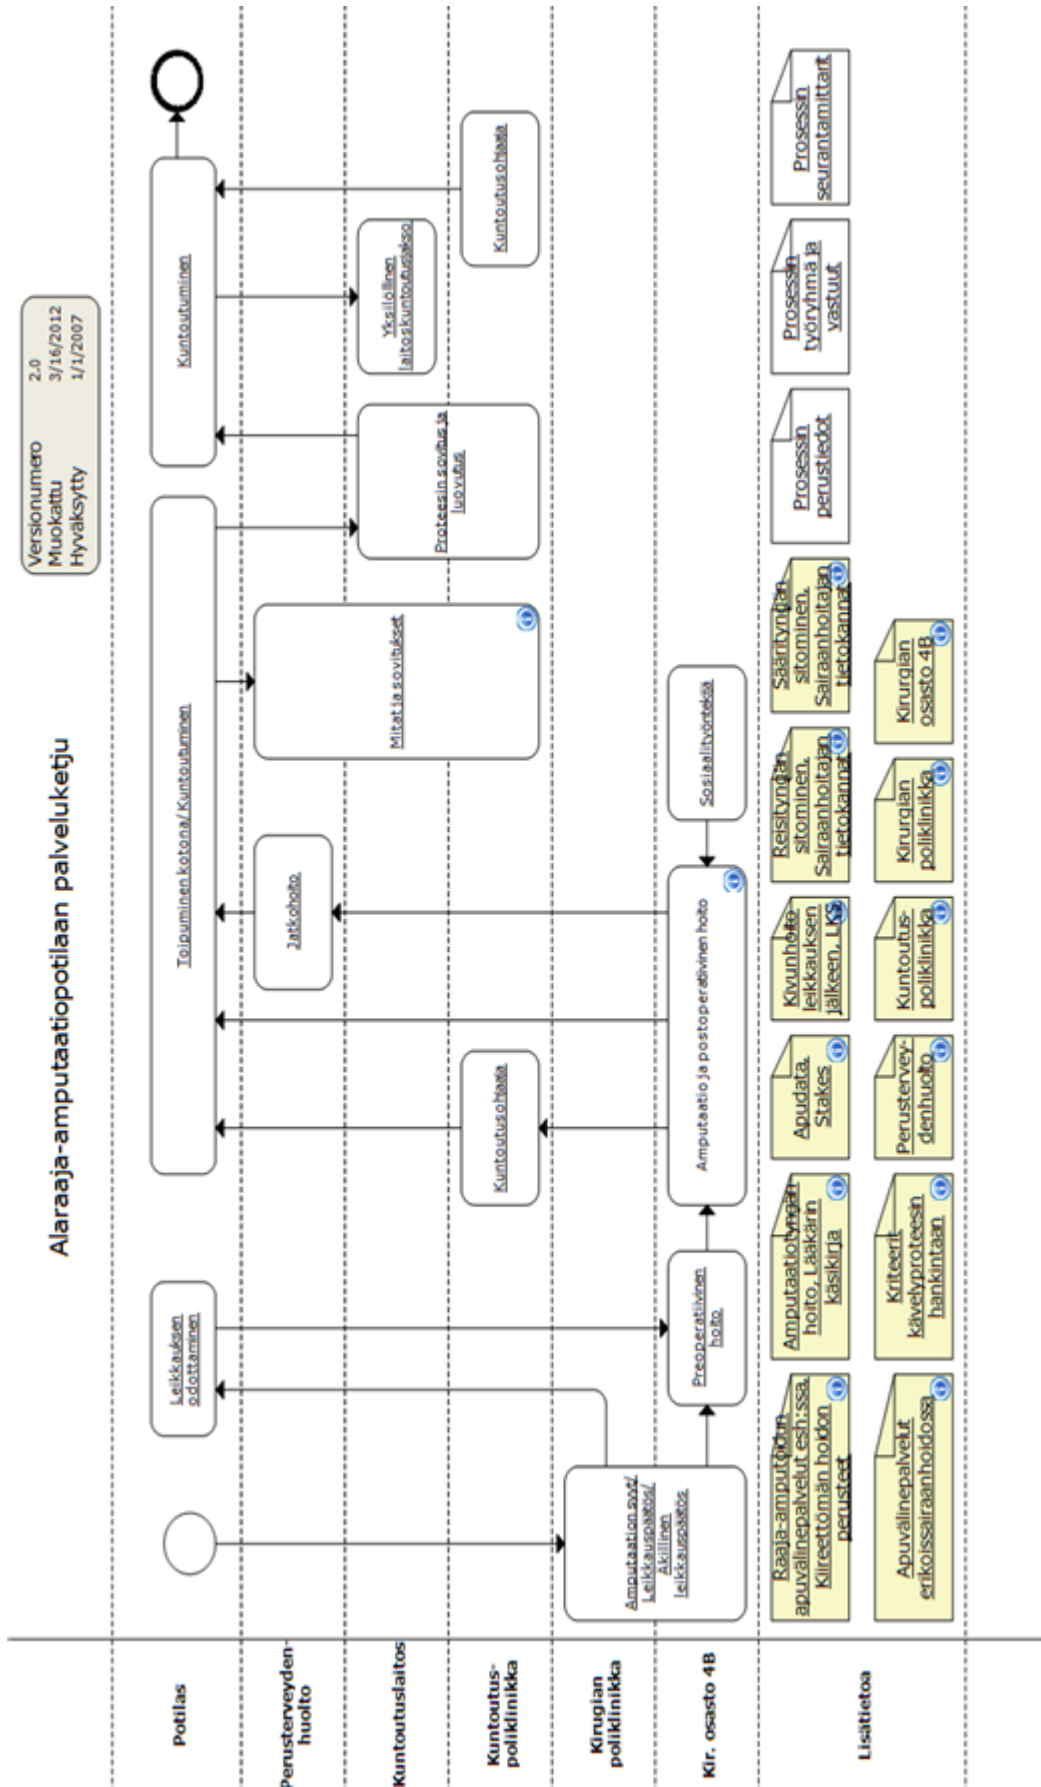 Alaraaja-amputaatiopotilaan palveluketju
Versionumero 2.0
Muokattu 3/16/2012
Hyväksytty 1/1/2007
Potilas
Leikkauksen
odottaminen
Toipuminen kotona/ Kuntoutuminen
Kuntoutuminen
Perusterveyden-
huolto
Jatkohoito
Mitat ja sovitukset
Kuntoutuslaitos
Proteesin sovitus ja
luovutus
Yksilöllinen
laitoskuntoutusjakso
Kuntoutus-
poliklinikka
Kuntoutusohjaaja
Kuntoutusohjaaja
Kirugian
poliklinikka
Amputaation syyt/
Leikkauspäätös/
Äkillinen
leikkauspäätös
Kir. osasto 4B
Preoperatiivinen
hoito
Amputaatio ja postoperatiivinen hoito
Sosiaalityöntekijä
Lisätietoa
Raaja-amputoidun
apuvälinepalvelut esh:ssa,
Kiireettömän hoidon
perusteet
Amputaatiotyngän
hoito, Lääkärin
käsikirja
Apudata,
Stakes
Kivunhoito
leikkauksen
jälkeen, LKS
Reisityngän
sitominen,
Sairaanhoitajan
tietokannat
Säärityngän
sitominen,
Sairaanhoitajan
tietokannat
Prosessin
perustiedot
Prosessin
työryhmä ja
vastuut
Prosessin
seurantamittarit
Apuvälinepalvelut
erikoissairaanhoidossa
Kriteerit
kävelyproteesin
hankintaan
Perustervey-
denhuolto
Kuntoutus-
poliklinikka
Kirurgian
poliklinikka
Kirurgian
osasto 4B